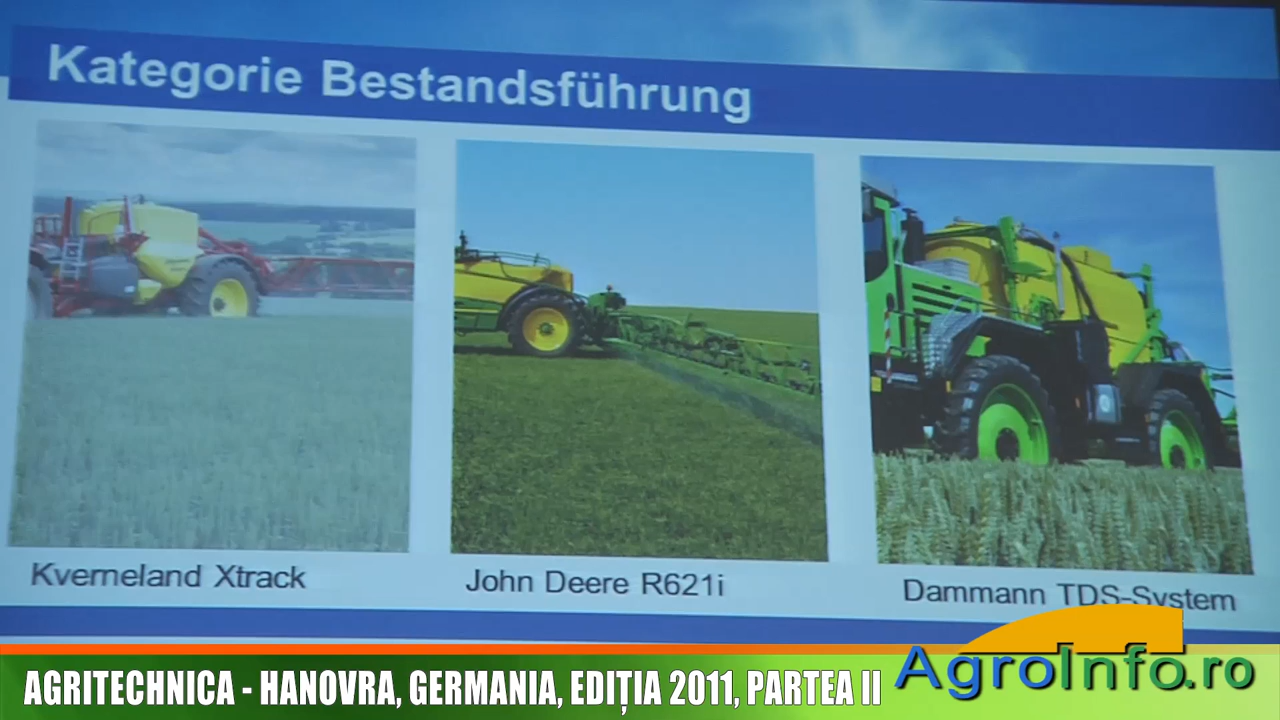 Kategorie Bestandsführung
Kverneland Xtrack
John Deere R621i
Dammann TDS-System
AGRITECHNICA - HANOVRA, GERMANIA, EDIȚIA 2011, PARTEA II
AgroInfo.ro